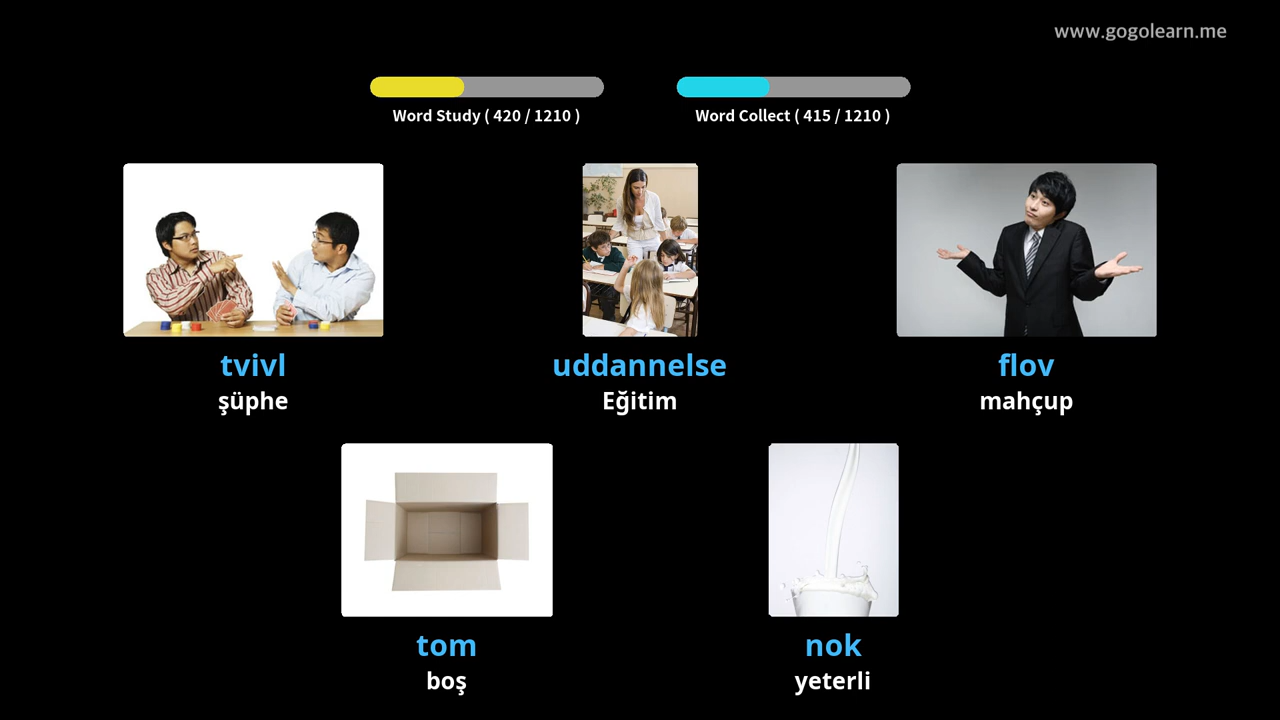 www.gogolearn.me
Word Study ( 420 / 1210 )
Word Collect ( 415 / 1210 )
tvivl
şüphe
uddannelse
Eğitim
flov
mahçup
tom
boş
nok
yeterli